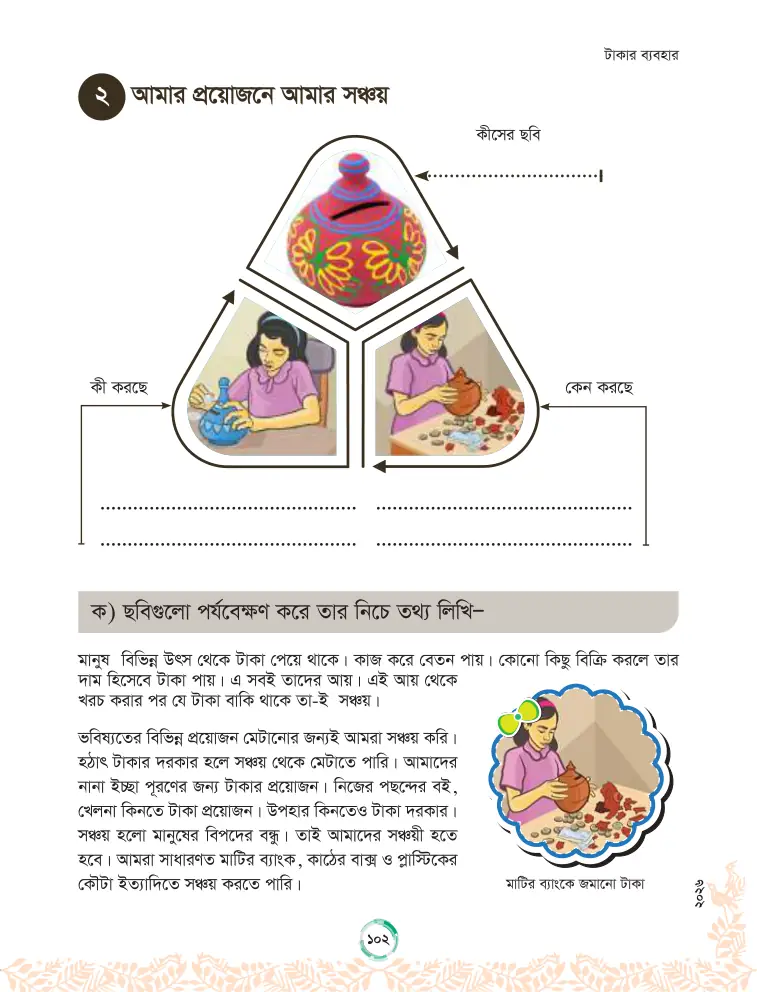 টাকার ব্যবহার
২ আমার প্রয়োজনে আমার সঞ্চয়
কীসের ছবি
কী করছে
কেন করছে
ক) ছবিগুলো পর্যবেক্ষণ করে তার নিচে তথ্য লিখি–
মানুষ বিভিন্ন উৎস থেকে টাকা পেয়ে থাকে। কাজ করে বেতন পায়। কোনো কিছু বিক্রি করলে তার
দাম হিসেবে টাকা পায়। এ সবই তাদের আয়। এই আয় থেকে
খরচ করার পর যে টাকা বাকি থাকে তা-ই সঞ্চয়।
ভবিষ্যতের বিভিন্ন প্রয়োজন মেটানোর জন্যই আমরা সঞ্চয় করি।
হঠাৎ টাকার দরকার হলে সঞ্চয় থেকে মেটাতে পারি। আমাদের
নানা ইচ্ছা পূরণের জন্য টাকার প্রয়োজন। নিজের পছন্দের বই,
খেলনা কিনতে টাকা প্রয়োজন। উপহার কিনতেও টাকা দরকার।
সঞ্চয় হলো মানুষের বিপদের বন্ধু। তাই আমাদের সঞ্চয়ী হতে
হবে। আমরা সাধারণত মাটির ব্যাংক, কাঠের বাক্স ও প্লাস্টিকের
কৌটা ইত্যাদিতে সঞ্চয় করতে পারি।
মাটির ব্যাংকে জমানো টাকা
২০২৬
১০২